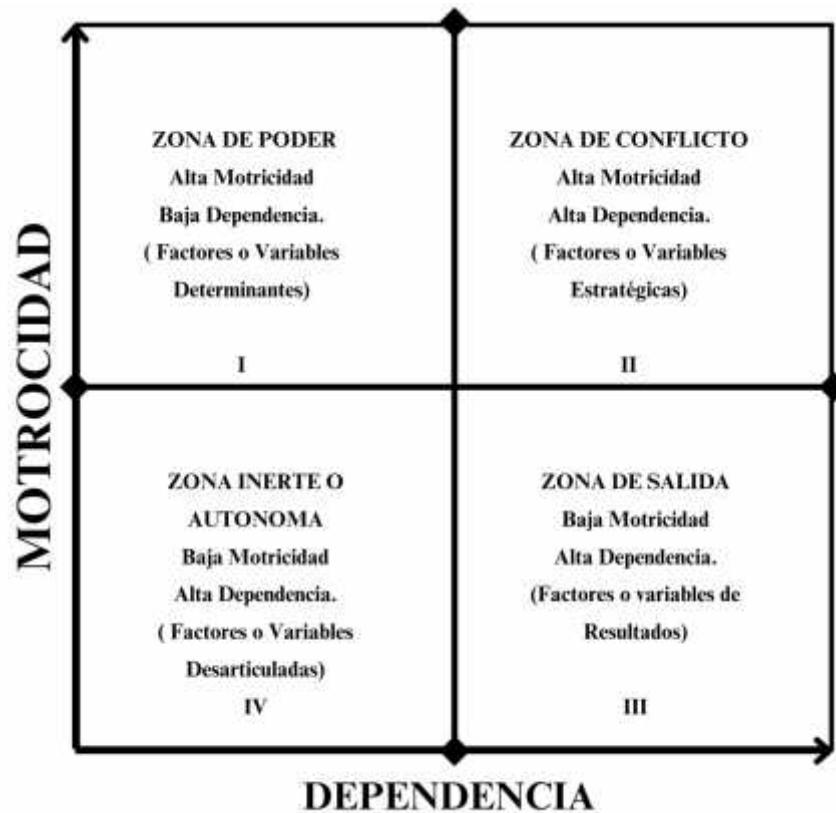 MOTROCIDAD
ZONA DE PODER
Alta Motricidad
Baja Dependencia.
( Factores o Variables
Determinantes)
I
ZONA DE CONFLICTO
Alta Motricidad
Alta Dependencia.
( Factores o Variables
Estratégicas)
II
ZONA INERTE O
AUTONOMA
Baja Motricidad
Alta Dependencia.
( Factores o Variables
Desarticuladas)
IV
ZONA DE SALIDA
Baja Motricidad
Alta Dependencia.
(Factores o variables de
Resultados)
III
DEPENDENCIA